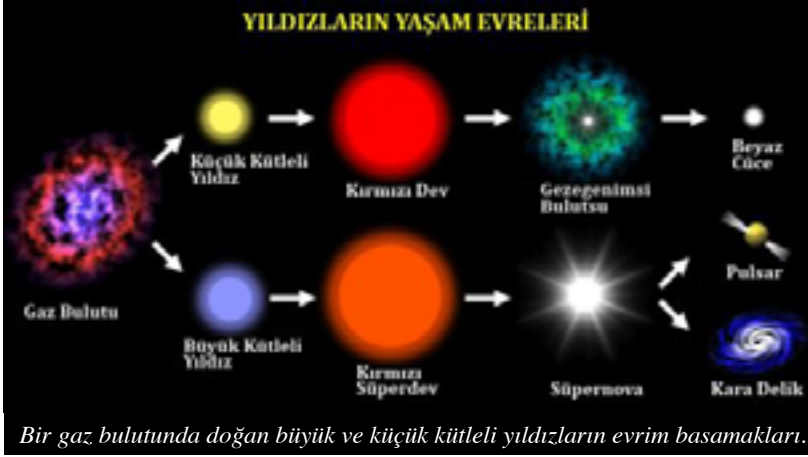 YILDIZLARIN YAŞAM EVRELERİ
Küçük Kütleli
Yıldız
Kırmızı Dev
Gezegenimsi
Bulutsu
Beyaz
Cüce
Gaz Bulutu
Büyük Kütleli
Yıldız
Kırmızı
Süperdev
Süpernova
Pulsar
Kara Delik
Bir gaz bulutunda doğan büyük ve küçük kütleli yıldızların evrim basamakları.